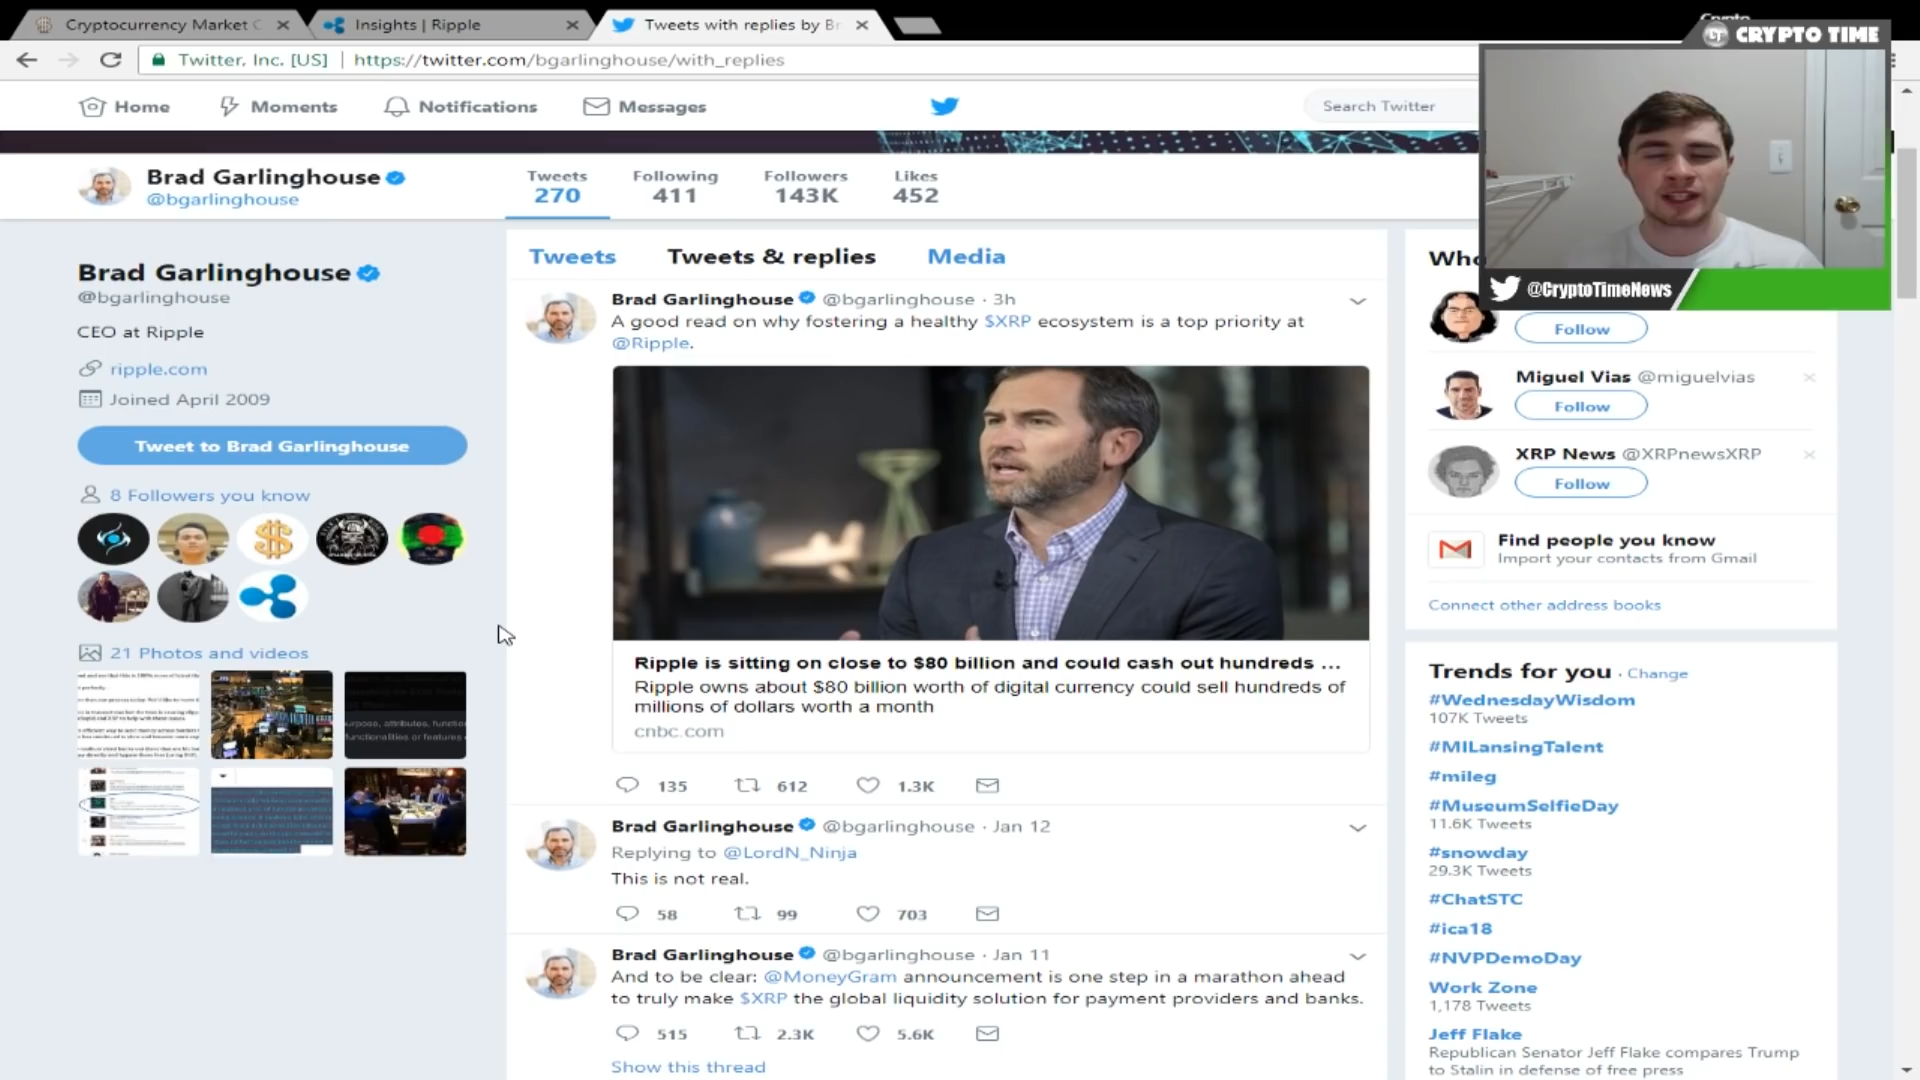 Cryptocurrency Market C
Insights | Ripple
Tweets with replies by Br
Crypto
CRYPTO TIME
Twitter, Inc. [US]
https://twitter.com/bgarlinghouse/with_replies
Home
Moments
Notifications
Messages
Search Twitter
Brad Garlinghouse
@bgarlinghouse
Tweets
270
Following
411
Followers
143K
Likes
452
@CryptoTimeNews
Brad Garlinghouse
@bgarlinghouse
CEO at Ripple
ripple.com
Joined April 2009
Tweet to Brad Garlinghouse
8 Followers you know
21 Photos and videos
Tweets
Tweets & replies
Media
Brad Garlinghouse @bgarlinghouse · 3h
A good read on why fostering a healthy $XRP ecosystem is a top priority at
@Ripple.
Ripple is sitting on close to $80 billion and could cash out hundreds ...
Ripple owns about $80 billion worth of digital currency could sell hundreds of
millions of dollars worth a month
cnbc.com
135 612 1.3K
Brad Garlinghouse @bgarlinghouse · Jan 12
Replying to @LordN_Ninja
This is not real.
58 99 703
Brad Garlinghouse @bgarlinghouse · Jan 11
And to be clear: @MoneyGram announcement is one step in a marathon ahead
to truly make $XRP the global liquidity solution for payment providers and banks.
515 2.3K 5.6K
Show this thread
Who
Follow
Miguel Vias @miguelvias
Follow
XRP News @XRPnewsXRP
Follow
Find people you know
Import your contacts from Gmail
Connect other address books
Trends for you · Change
#WednesdayWisdom
107K Tweets
#MILansingTalent
#mileg
#MuseumSelfieDay
11.6K Tweets
#snowday
29.3K Tweets
#ChatSTC
#ica18
#NVPDemoDay
Work Zone
1,178 Tweets
Jeff Flake
Republican Senator Jeff Flake compares Trump
to Stalin in defense of free press